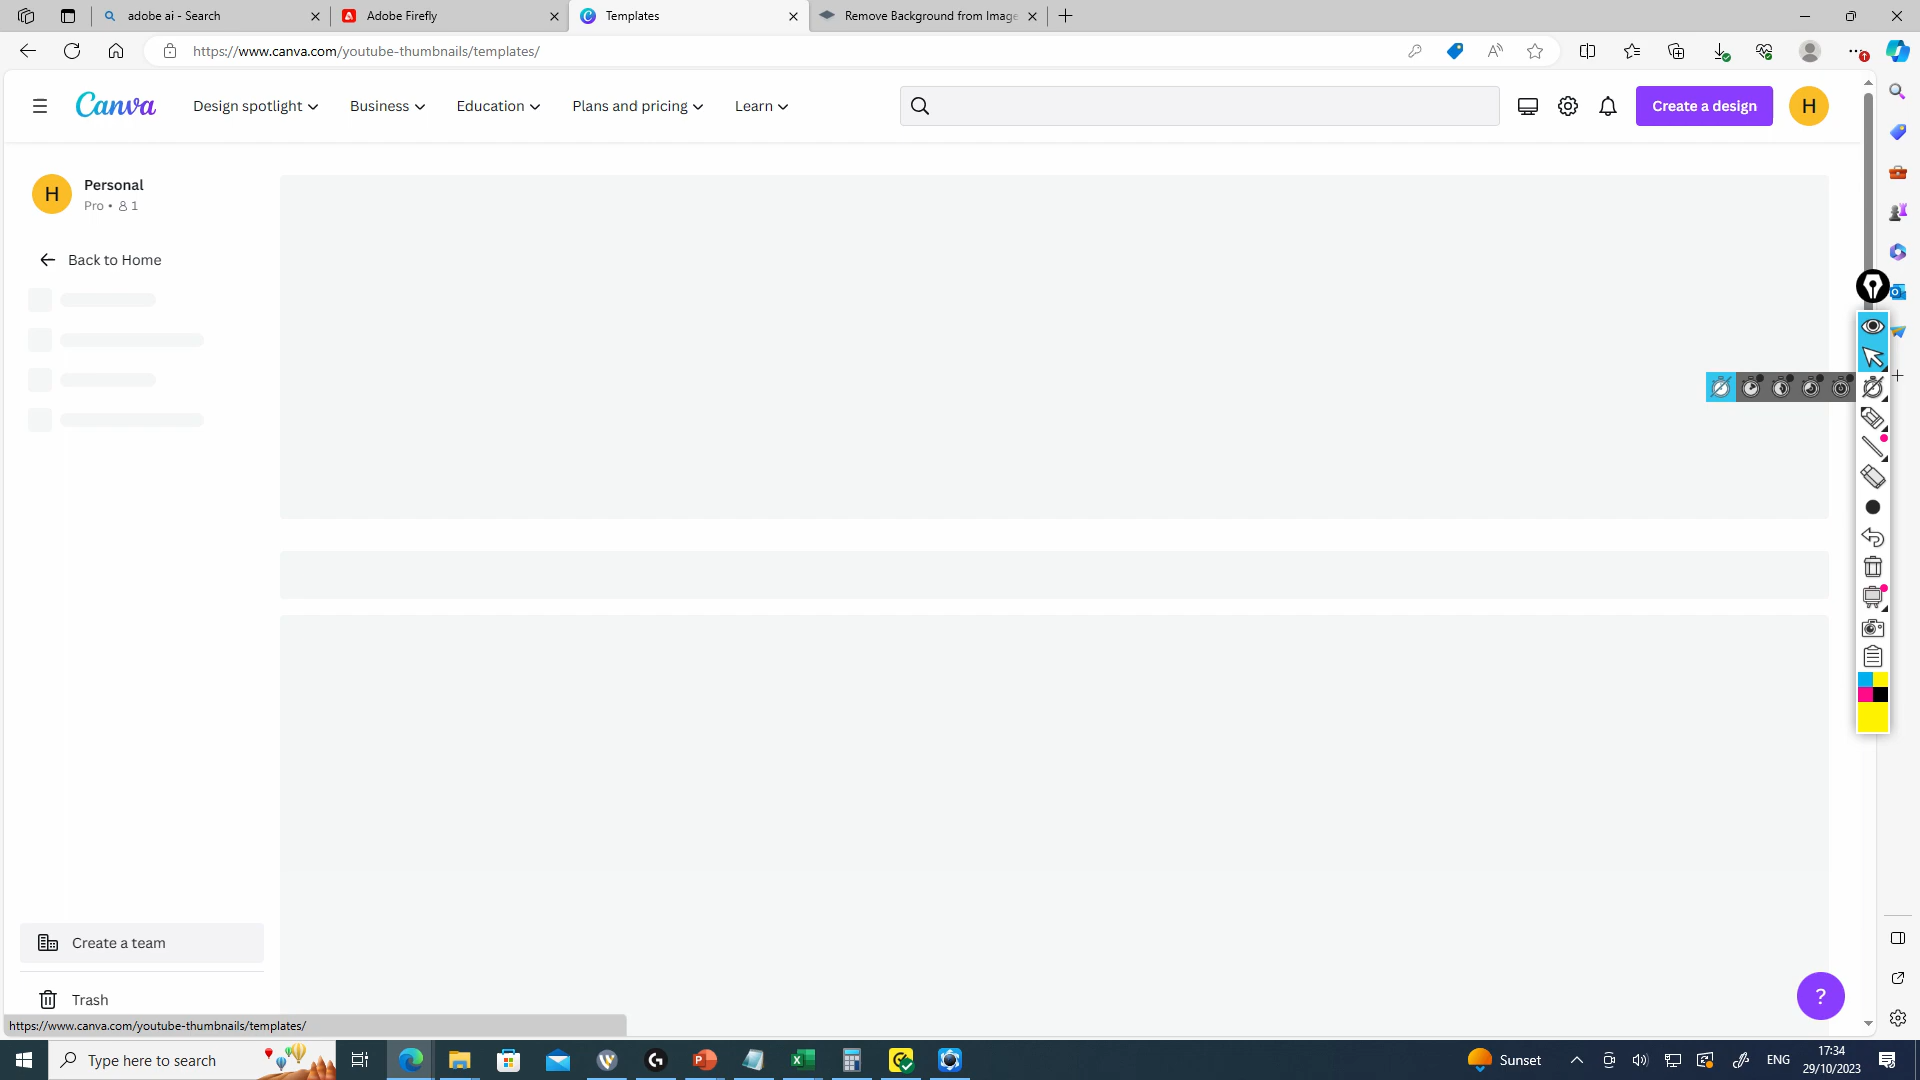 adobe ai - Search
Adobe Firefly
Templates
Remove Background from Image
https://www.canva.com/youtube-thumbnails/templates/
Canva
Design spotlight
Business
Education
Plans and pricing
Learn
Create a design
H
H
Personal
Pro • 1
Back to Home
Create a team
Trash
?
https://www.canva.com/youtube-thumbnails/templates/
Type here to search
Sunset
ENG
17:34
29/10/2023